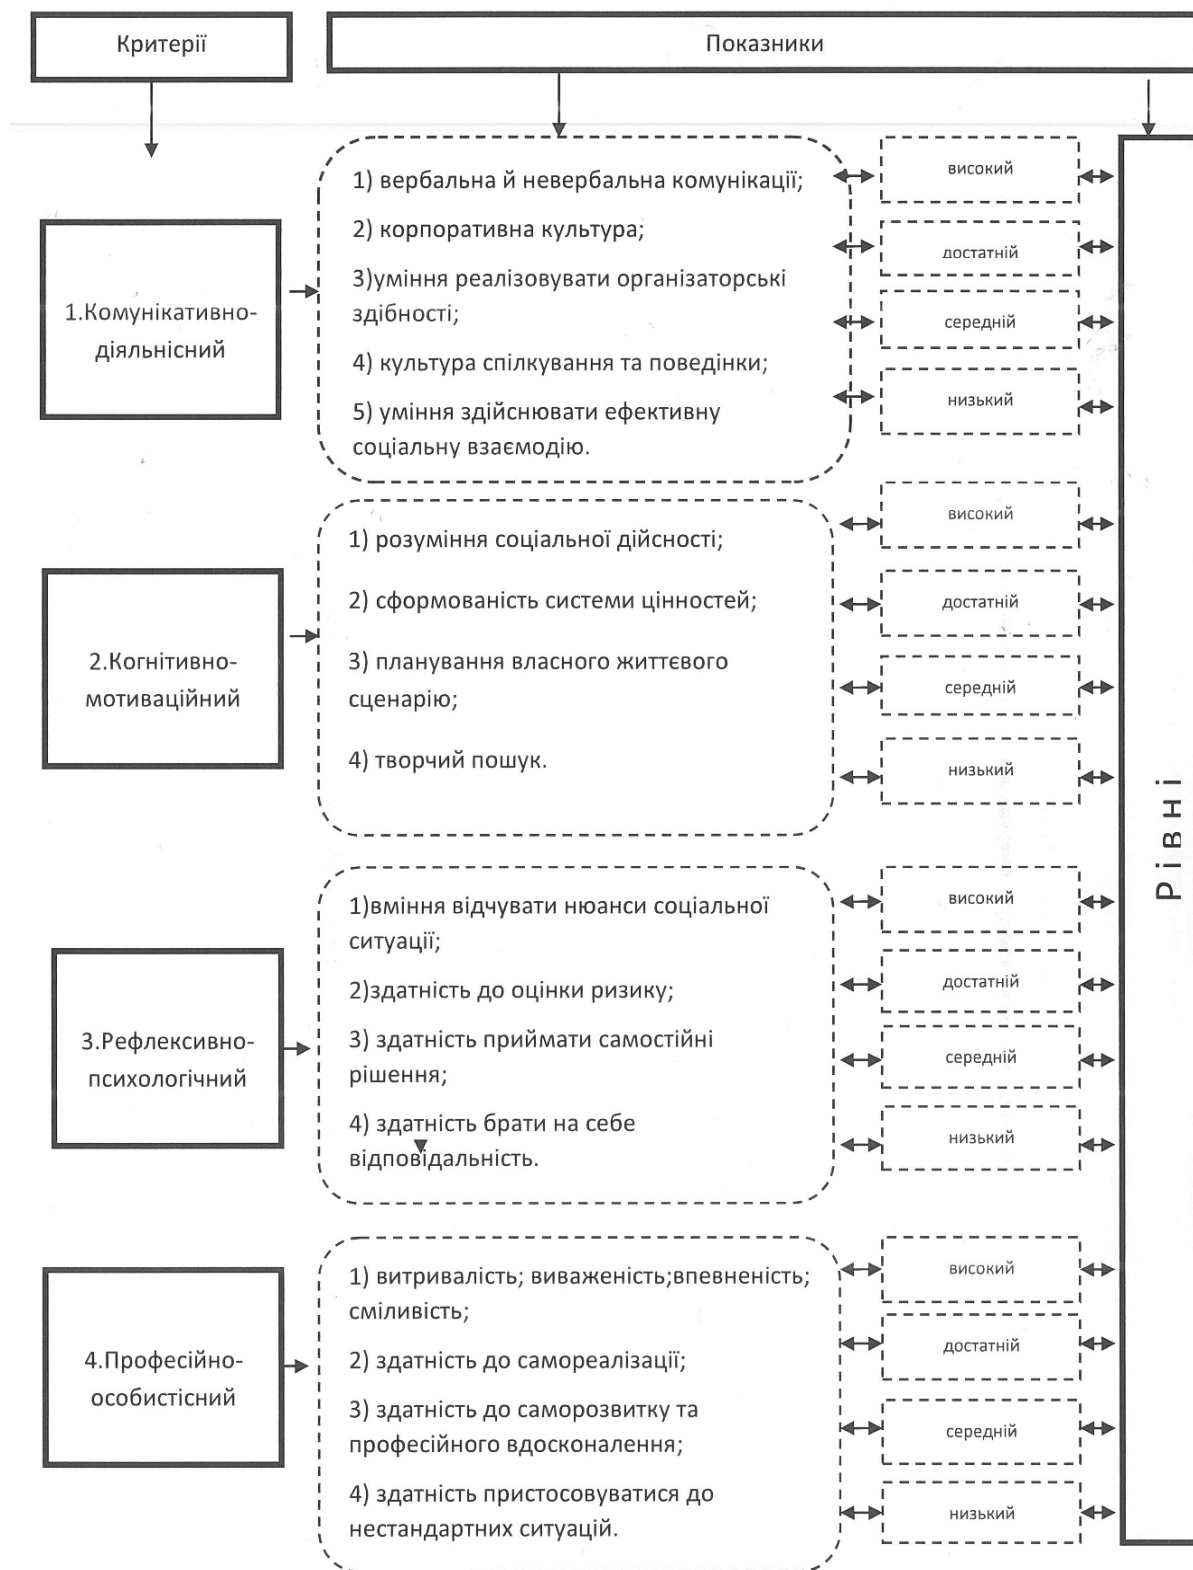 Критерії
Показники
1.Комунікативно-
діяльнісний
1) вербальна й невербальна комунікації;
2) корпоративна культура;
3)уміння реалізовувати організаторські
здібності;
4) культура спілкування та поведінки;
5) уміння здійснювати ефективну
соціальну взаємодію.
високий
достатній
середній
низький
2.Когнітивно-
мотиваційний
1) розуміння соціальної дійсності;
2) сформованість системи цінностей;
3) планування власного життєвого
сценарію;
4) творчий пошук.
високий
достатній
середній
низький
3.Рефлексивно-
психологічний
1)вміння відчувати нюанси соціальної
ситуації;
2)здатність до оцінки ризику;
3) здатність приймати самостійні
рішення;
4) здатність брати на себе
відповідальність.
високий
достатній
середній
низький
4.Професійно-
особистісний
1) витривалість; виваженість;впевненість;
сміливість;
2) здатність до самореалізації;
3) здатність до саморозвитку та
професійного вдосконалення;
4) здатність пристосовуватися до
нестандартних ситуацій.
високий
достатній
середній
низький
Рівні